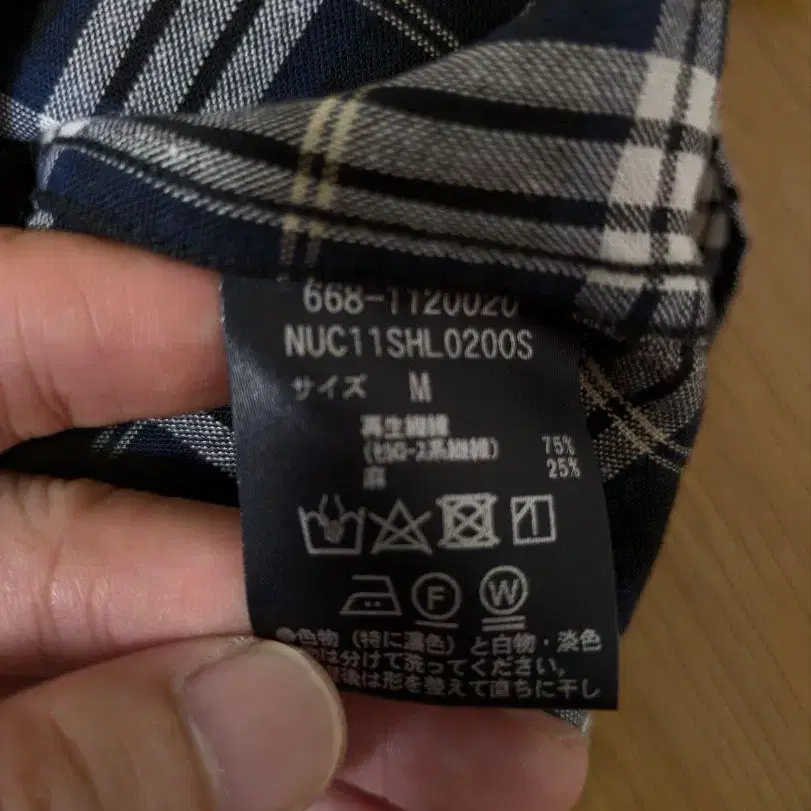 668-1120020
NUC11SHL0200S
サイズ M
再生繊維
(セルロース系繊維) 75%
麻 25%
F W
●色物（特に濃色）と白物・淡色
は分けて洗ってください。
後は形を整えて直ちに干し